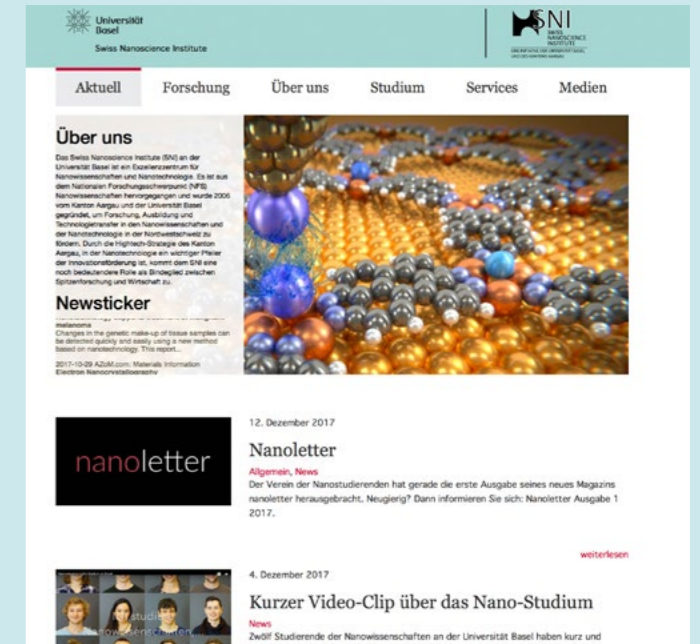 Universität
Basel
Swiss Nanoscience Institute
SNI
SWISS
NANOSCIENCE
INSTITUTE
Aktuell Forschung Über uns Studium Services Medien
Über uns
Das Swiss Nanoscience Institute (SNI) an der
Universität Basel ist ein Exzellenzzentrum für
Nanowissenschaften und Nanotechnologie. Es ist aus
dem Nationalen Forschungsschwerpunkt (NFS)
Nanowissenschaften hervorgegangen und wurde 2006
vom Kanton Aargau und der Universität Basel
gegründet, um Forschung, Ausbildung und
Technologietransfer in den Nanowissenschaften und
der Nanotechnologie in der Nordwestschweiz zu
fördern. Durch die Hightech-Strategie des Kanton
Aargau, in der Nanotechnologie ein wichtiger Pfeiler
der Innovationsförderung ist, kommt dem SNI eine
noch bedeutendere Rolle als Bindeglied zwischen
Spitzenforschung und Wirtschaft zu.
Newsticker
melanoma
Changes in the genetic make-up of tissue samples can
be detected quickly and easily using a new method
based on nanotechnology. This report...
2017-10-29 AZoM.com: Materials Information
Electron Nanocrystallography
nanoletter
12. Dezember 2017
Nanoletter
Allgemein, News
Der Verein der Nanostudierenden hat gerade die erste Ausgabe seines neues Magazins
nanoletter herausgebracht. Neugierig? Dann informieren Sie sich: Nanoletter Ausgabe 1
2017.
weiterlesen
4. Dezember 2017
Kurzer Video-Clip über das Nano-Studium
News
Zwölf Studierende der Nanowissenschaften an der Universität Basel haben kurz und